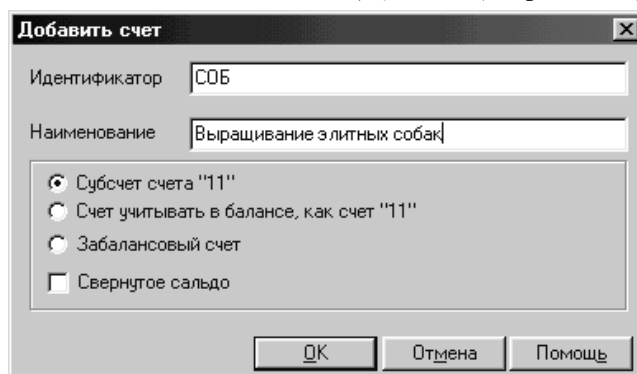 Добавить счет
Идентификатор СОБ
Наименование Выращивание элитных собак
Субсчет счета "11"
Счет учитывать в балансе, как счет "11"
Забалансовый счет
Свернутое сальдо
OK Отмена Помощь